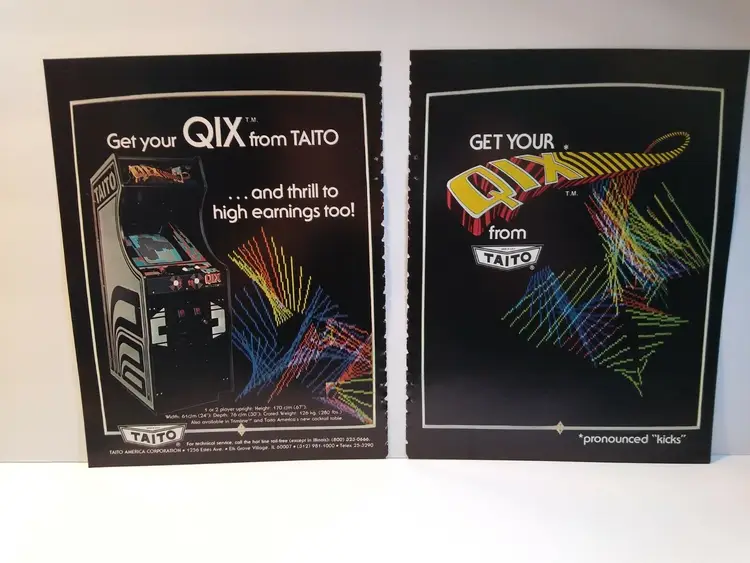 Get your QIX T.M. from TAITO
...and thrill to
high earnings too!
TAITO
QIX
QIX
1 or 2 player upright: Height: 170 c/m (67")
Width: 61c/m (24") Depth: 76 c/m (30") Crated Weight: 126 kg. (280 lbs.)
Also available in Trimline™ and Taito America's new cocktail table.
TAITO
For technical service, call the hot line toll-free (except in Illinois): (800) 323-0666.
TAITO AMERICA CORPORATION • 1256 Estes Ave. • Elk Grove Village, IL 60007 • (312) 981-1000 • Telex: 25-3290
GET YOUR
QIX*
T.M.
from
TAITO®
*pronounced "kicks"